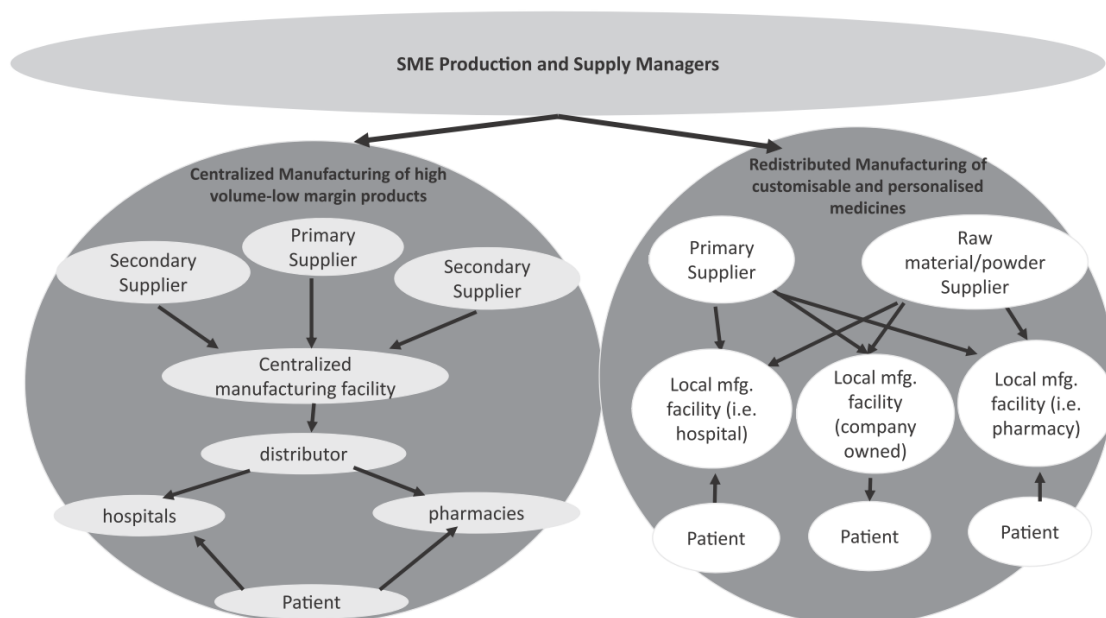 SME Production and Supply Managers
Centralized Manufacturing of high
volume-low margin products
Primary
Supplier
Secondary
Supplier
Secondary
Supplier
Centralized
manufacturing facility
distributor
hospitals
pharmacies
Patient
Redistributed Manufacturing of
customisable and personalised
medicines
Primary
Supplier
Raw
material/powder
Supplier
Local mfg.
facility (i.e.
hospital)
Local mfg.
facility
(company
owned)
Local mfg.
facility (i.e.
pharmacy)
Patient
Patient
Patient